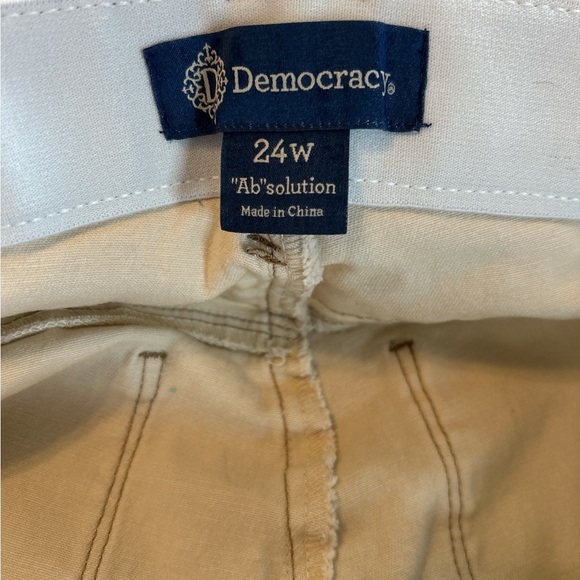 D Democracy®
24W
"Ab"solution
Made in China